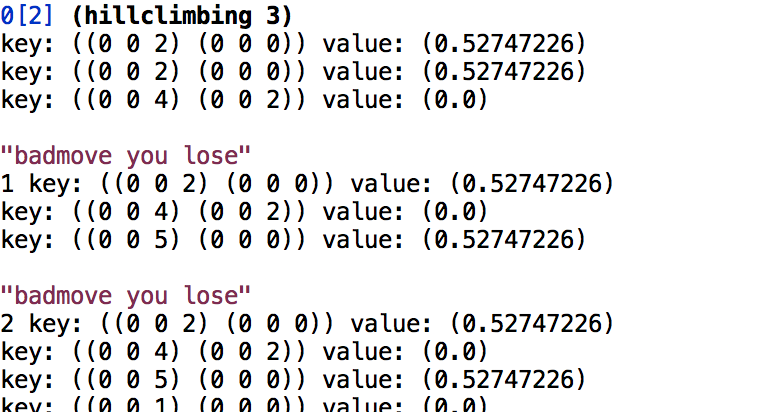 0[2] (hillclimbing 3)
key: ((0 0 2) (0 0 0)) value: (0.52747226)
key: ((0 0 2) (0 0 0)) value: (0.52747226)
key: ((0 0 4) (0 0 2)) value: (0.0)
"badmove you lose"
1 key: ((0 0 2) (0 0 0)) value: (0.52747226)
key: ((0 0 4) (0 0 2)) value: (0.0)
key: ((0 0 5) (0 0 0)) value: (0.52747226)
"badmove you lose"
2 key: ((0 0 2) (0 0 0)) value: (0.52747226)
key: ((0 0 4) (0 0 2)) value: (0.0)
key: ((0 0 5) (0 0 0)) value: (0.52747226)
key: ((0 0 1) (0 0 0)) value: (0.0)